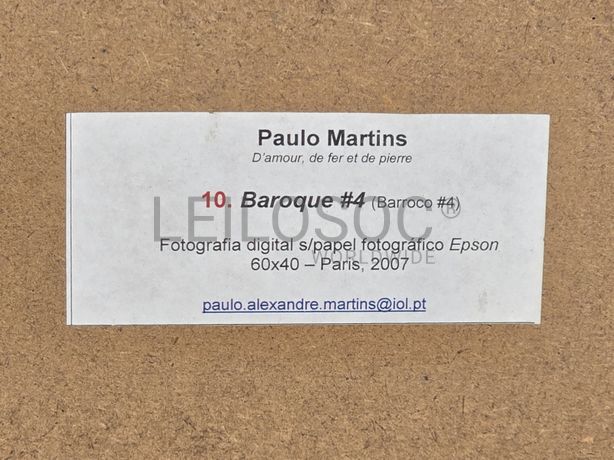 Paulo Martins
D'amour, de fer et de pierre
10. Baroque #4 (Barroco #4)
LEILOSOC®
Fotografia digital s/papel fotográfico Epson
WORLDWIDE
60x40 – Paris, 2007
paulo.alexandre.martins@iol.pt